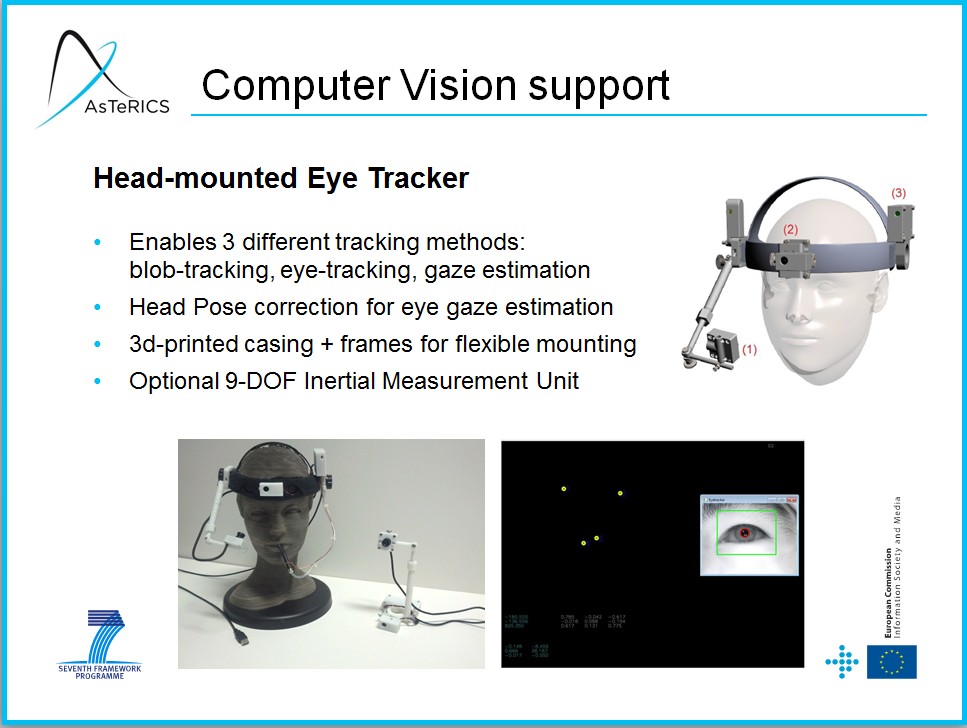 AsTeRICS
Computer Vision support
Head-mounted Eye Tracker
• Enables 3 different tracking methods:
blob-tracking, eye-tracking, gaze estimation
• Head Pose correction for eye gaze estimation
• 3d-printed casing + frames for flexible mounting
• Optional 9-DOF Inertial Measurement Unit
(1)
(2)
(3)
SEVENTH FRAMEWORK
PROGRAMME
European Commission
Information Society and Media